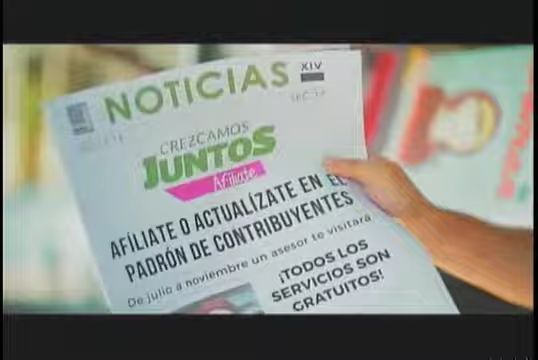 NOTICIAS XIV
CREZCAMOS
JUNTOS
Afíliate
AFÍLIATE O ACTUALÍZATE EN EL
PADRÓN DE CONTRIBUYENTES
De julio a noviembre un asesor te visitará
¡TODOS LOS
SERVICIOS SON
GRATUITOS!